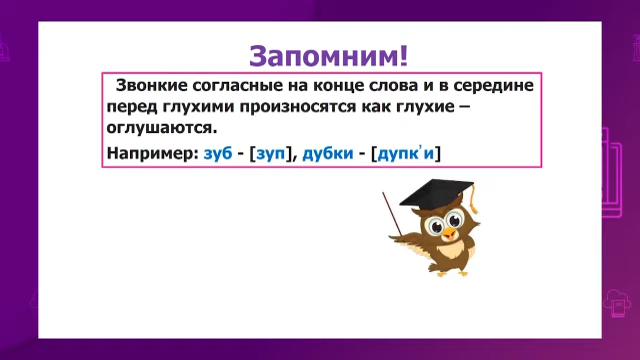 Запомним!
Звонкие согласные на конце слова и в середине
перед глухими произносятся как глухие –
оглушаются.
Например: зуб - [зуп], дубки - [дупк’и]